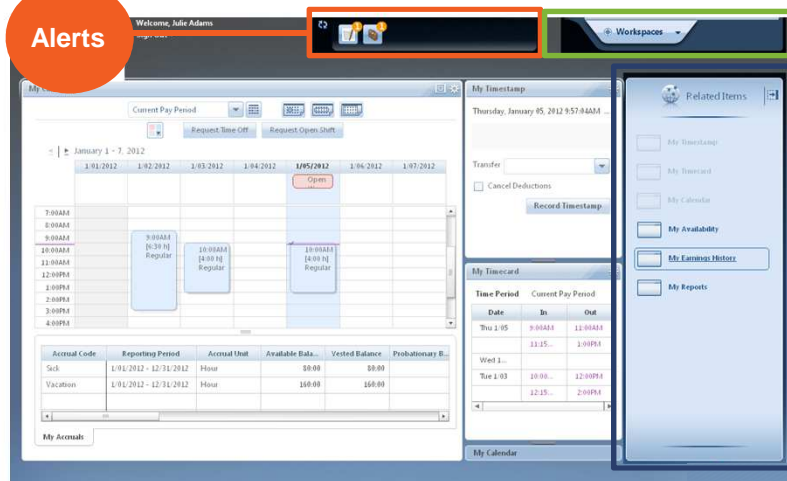 Alerts
Welcome, Julie Adams
1
1
Workspaces
Current Pay Period
Request Time Off
Request Open Shift
January 1 - 7, 2012
1/01/2012 1/02/2012 1/03/2012 1/04/2012 1/05/2012 1/06/2012 1/07/2012
Open
...
7:00AM
8:00AM
9:00AM
10:00AM
11:00AM
12:00PM
1:00PM
2:00PM
3:00PM
4:00PM
9:00AM
[6:30 h]
Regular
10:00AM
[4:00 h]
Regular
10:00AM
[4:00 h]
Regular
Accrual Code Reporting Period Accrual Unit Available Bala... Vested Balance Probationary B...
Sick 1/01/2012 - 12/31/2012 Hour 80:00 80:00
Vacation 1/01/2012 - 12/31/2012 Hour 160:00 160:00
My Accruals
My Timestamp
Thursday, January 05, 2012 9:57:04AM ...
Transfer
Cancel Deductions
Record Timestamp
My Timecard
Time Period Current Pay Period
Date In Out
Thu 1/05 9:00AM 11:00AM
11:15... 1:00PM
Wed 1...
Tue 1/03 10:00... 12:00PM
12:15... 2:00PM
My Calendar
Related Items
My Timestamp
My Timecard
My Calendar
My Availability
My Earnings History
My Reports